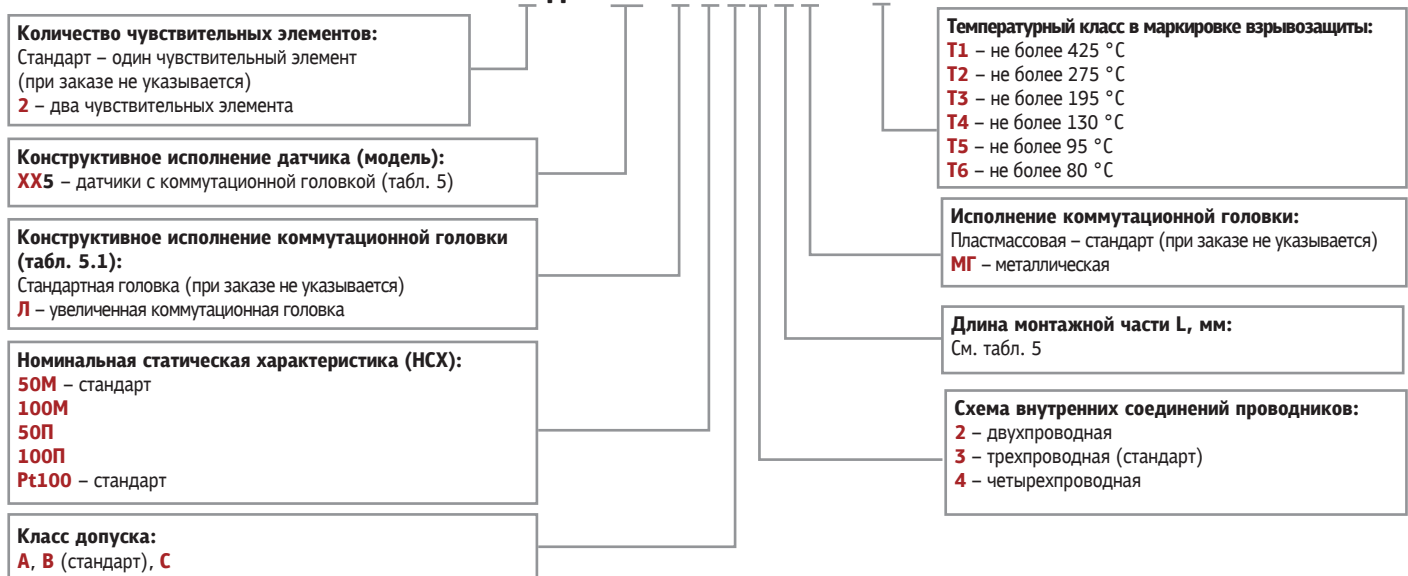 Количество чувствительных элементов:
Стандарт – один чувствительный элемент
(при заказе не указывается)
2 – два чувствительных элемента
Конструктивное исполнение датчика (модель):
ХХ5 – датчики с коммутационной головкой (табл. 5)
Конструктивное исполнение коммутационной головки
(табл. 5.1):
Стандартная головка (при заказе не указывается)
Л – увеличенная коммутационная головка
Номинальная статическая характеристика (НСХ):
50М – стандарт
100М
50П
100П
Pt100 – стандарт
Класс допуска:
А, В (стандарт), С
Температурный класс в маркировке взрывозащиты:
Т1 – не более 425 °С
Т2 – не более 275 °С
Т3 – не более 195 °С
Т4 – не более 130 °С
Т5 – не более 95 °С
Т6 – не более 80 °С
Исполнение коммутационной головки:
Пластмассовая – стандарт (при заказе не указывается)
МГ – металлическая
Длина монтажной части L, мм:
См. табл. 5
Схема внутренних соединений проводников:
2 – двухпроводная
3 – трехпроводная (стандарт)
4 – четырехпроводная